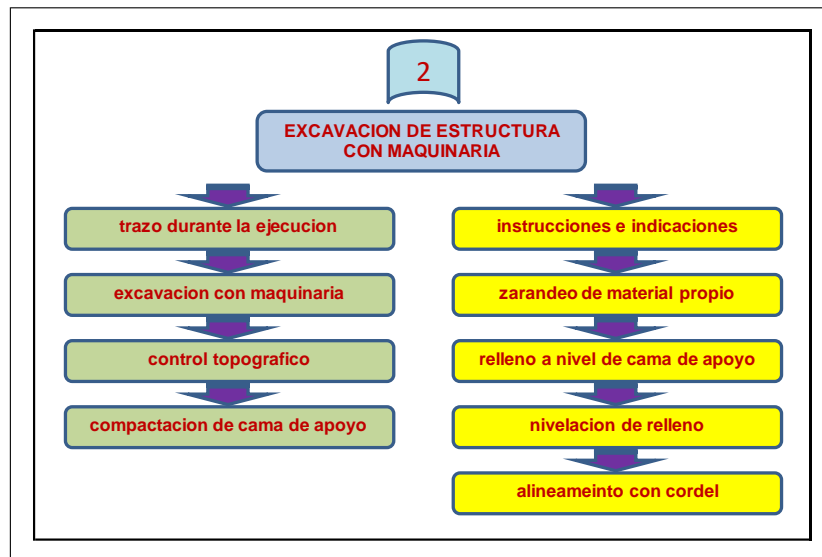 2
EXCAVACION DE ESTRUCTURA
CON MAQUINARIA
trazo durante la ejecucion
excavacion con maquinaria
control topografico
compactacion de cama de apoyo
instrucciones e indicaciones
zarandeo de material propio
relleno a nivel de cama de apoyo
nivelacion de relleno
alineameinto con cordel